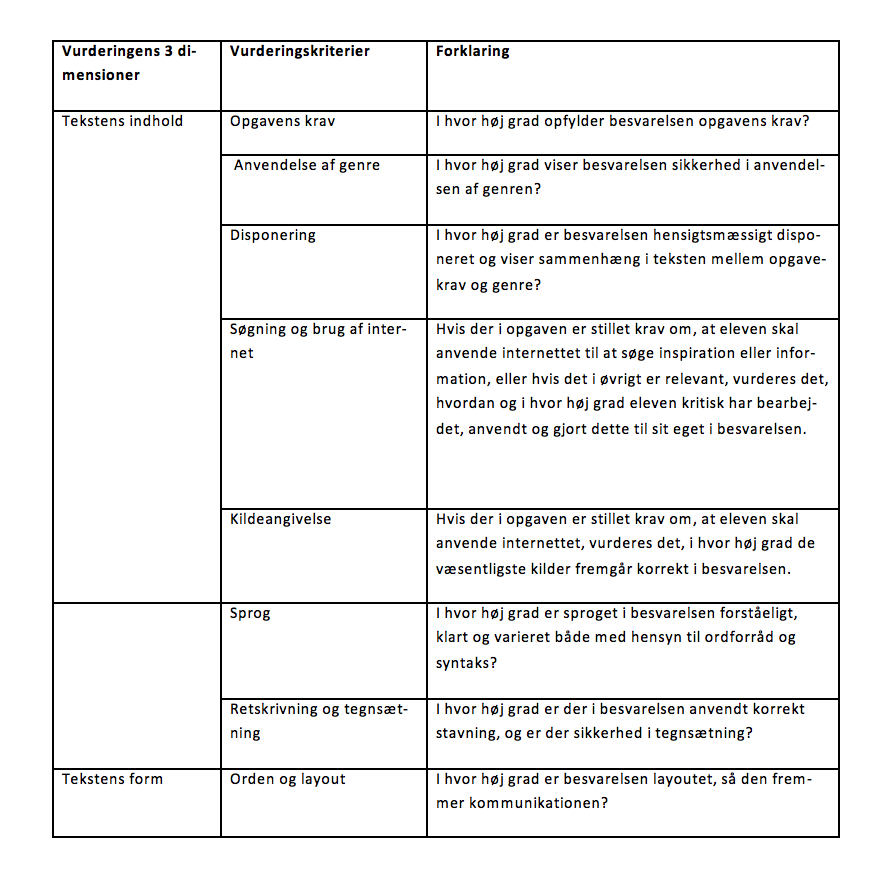 Vurderingens 3 di-
mensioner
Vurderingskriterier
Forklaring
Tekstens indhold
Opgavens krav
I hvor høj grad opfylder besvarelsen opgavens krav?
Anvendelse af genre
I hvor høj grad viser besvarelsen sikkerhed i anvendel-
sen af genren?
Disponering
I hvor høj grad er besvarelsen hensigtsmæssigt dispo-
neret og viser sammenhæng i teksten mellem opgave-
krav og genre?
Søgning og brug af inter-
net
Hvis der i opgaven er stillet krav om, at eleven skal
anvende internettet til at søge inspiration eller infor-
mation, eller hvis det i øvrigt er relevant, vurderes det,
hvordan og i hvor høj grad eleven kritisk har bearbej-
det, anvendt og gjort dette til sit eget i besvarelsen.
Kildeangivelse
Hvis der i opgaven er stillet krav om, at eleven skal
anvende internettet, vurderes det, i hvor høj grad de
væsentligste kilder fremgår korrekt i besvarelsen.
Sprog
I hvor høj grad er sproget i besvarelsen forståeligt,
klart og varieret både med hensyn til ordforråd og
syntaks?
Retskrivning og tegnsæt-
ning
I hvor høj grad er der i besvarelsen anvendt korrekt
stavning, og er der sikkerhed i tegnsætning?
Tekstens form
Orden og layout
I hvor høj grad er besvarelsen layoutet, så den frem-
mer kommunikationen?